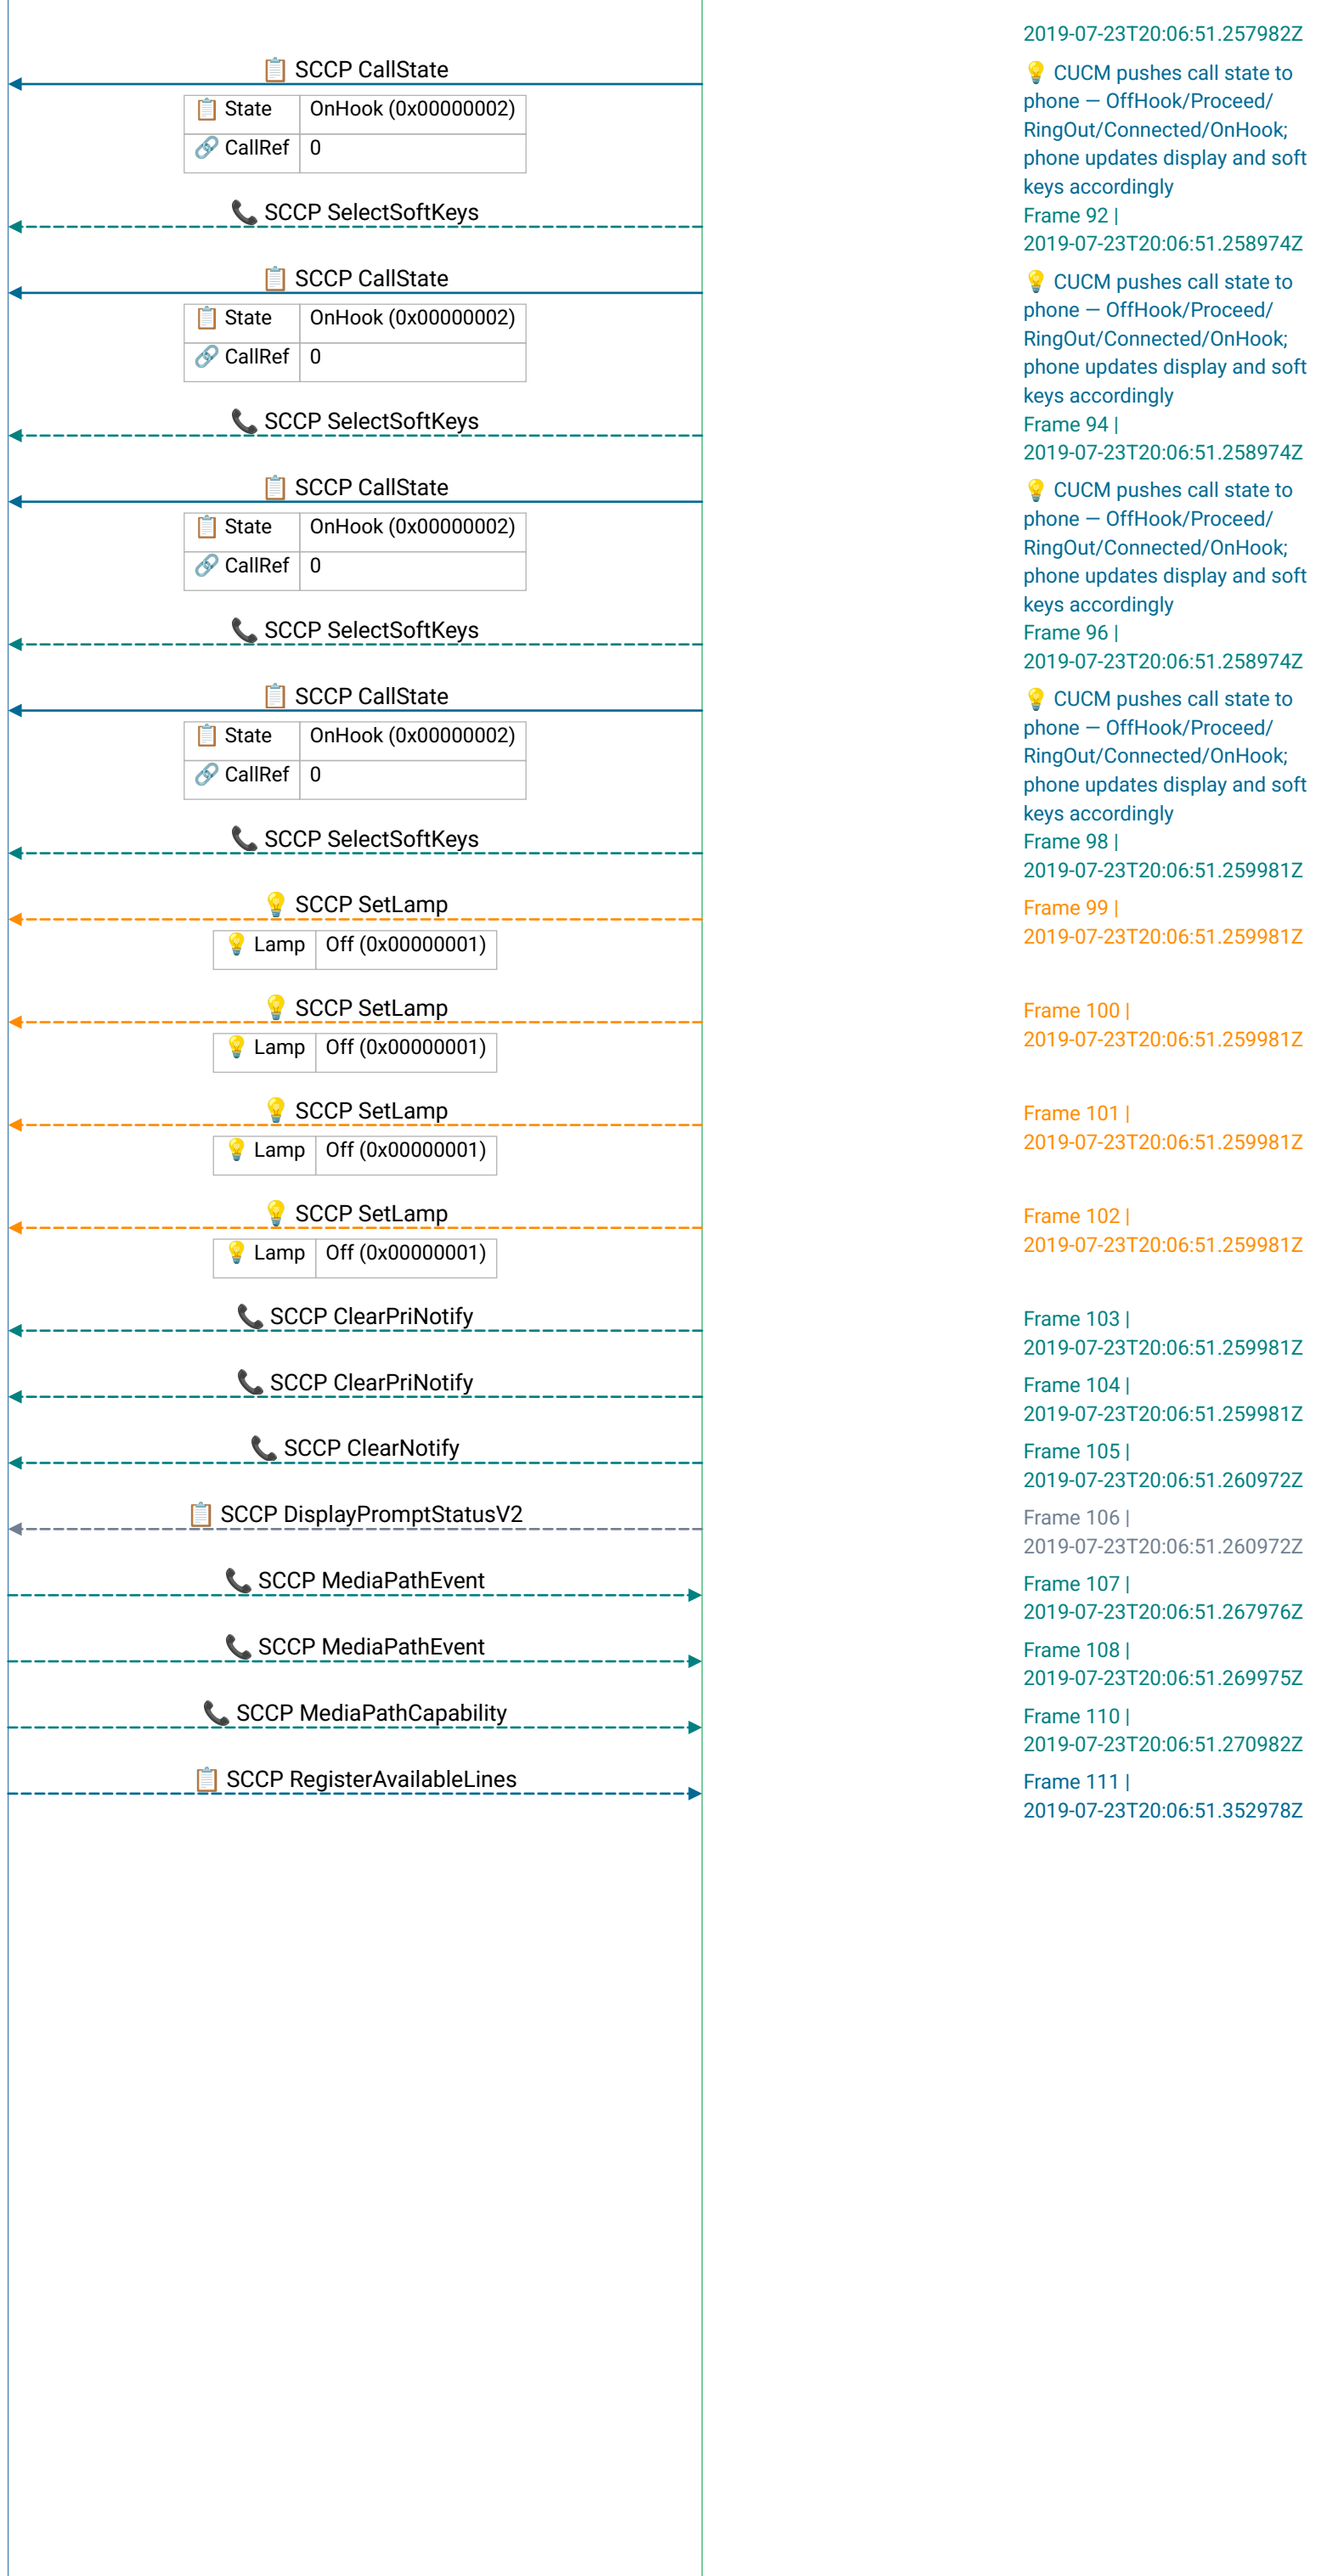 2019-07-23T20:06:51.257982Z
📋 SCCP CallState
💡 CUCM pushes call state to
phone — OffHook/Proceed/
RingOut/Connected/OnHook;
phone updates display and soft
keys accordingly
📋 State OnHook (0x00000002)
🔗 CallRef 0
📞 SCCP SelectSoftKeys
Frame 92 |
2019-07-23T20:06:51.258974Z
📋 SCCP CallState
💡 CUCM pushes call state to
phone — OffHook/Proceed/
RingOut/Connected/OnHook;
phone updates display and soft
keys accordingly
📋 State OnHook (0x00000002)
🔗 CallRef 0
📞 SCCP SelectSoftKeys
Frame 94 |
2019-07-23T20:06:51.258974Z
📋 SCCP CallState
💡 CUCM pushes call state to
phone — OffHook/Proceed/
RingOut/Connected/OnHook;
phone updates display and soft
keys accordingly
📋 State OnHook (0x00000002)
🔗 CallRef 0
📞 SCCP SelectSoftKeys
Frame 96 |
2019-07-23T20:06:51.258974Z
📋 SCCP CallState
💡 CUCM pushes call state to
phone — OffHook/Proceed/
RingOut/Connected/OnHook;
phone updates display and soft
keys accordingly
📋 State OnHook (0x00000002)
🔗 CallRef 0
📞 SCCP SelectSoftKeys
Frame 98 |
2019-07-23T20:06:51.259981Z
💡 SCCP SetLamp
Frame 99 |
2019-07-23T20:06:51.259981Z
💡 Lamp Off (0x00000001)
💡 SCCP SetLamp
Frame 100 |
2019-07-23T20:06:51.259981Z
💡 Lamp Off (0x00000001)
💡 SCCP SetLamp
Frame 101 |
2019-07-23T20:06:51.259981Z
💡 Lamp Off (0x00000001)
💡 SCCP SetLamp
Frame 102 |
2019-07-23T20:06:51.259981Z
💡 Lamp Off (0x00000001)
📞 SCCP ClearPriNotify
Frame 103 |
2019-07-23T20:06:51.259981Z
📞 SCCP ClearPriNotify
Frame 104 |
2019-07-23T20:06:51.259981Z
📞 SCCP ClearNotify
Frame 105 |
2019-07-23T20:06:51.260972Z
📋 SCCP DisplayPromptStatusV2
Frame 106 |
2019-07-23T20:06:51.260972Z
📞 SCCP MediaPathEvent
Frame 107 |
2019-07-23T20:06:51.267976Z
📞 SCCP MediaPathEvent
Frame 108 |
2019-07-23T20:06:51.269975Z
📞 SCCP MediaPathCapability
Frame 110 |
2019-07-23T20:06:51.270982Z
📋 SCCP RegisterAvailableLines
Frame 111 |
2019-07-23T20:06:51.352978Z